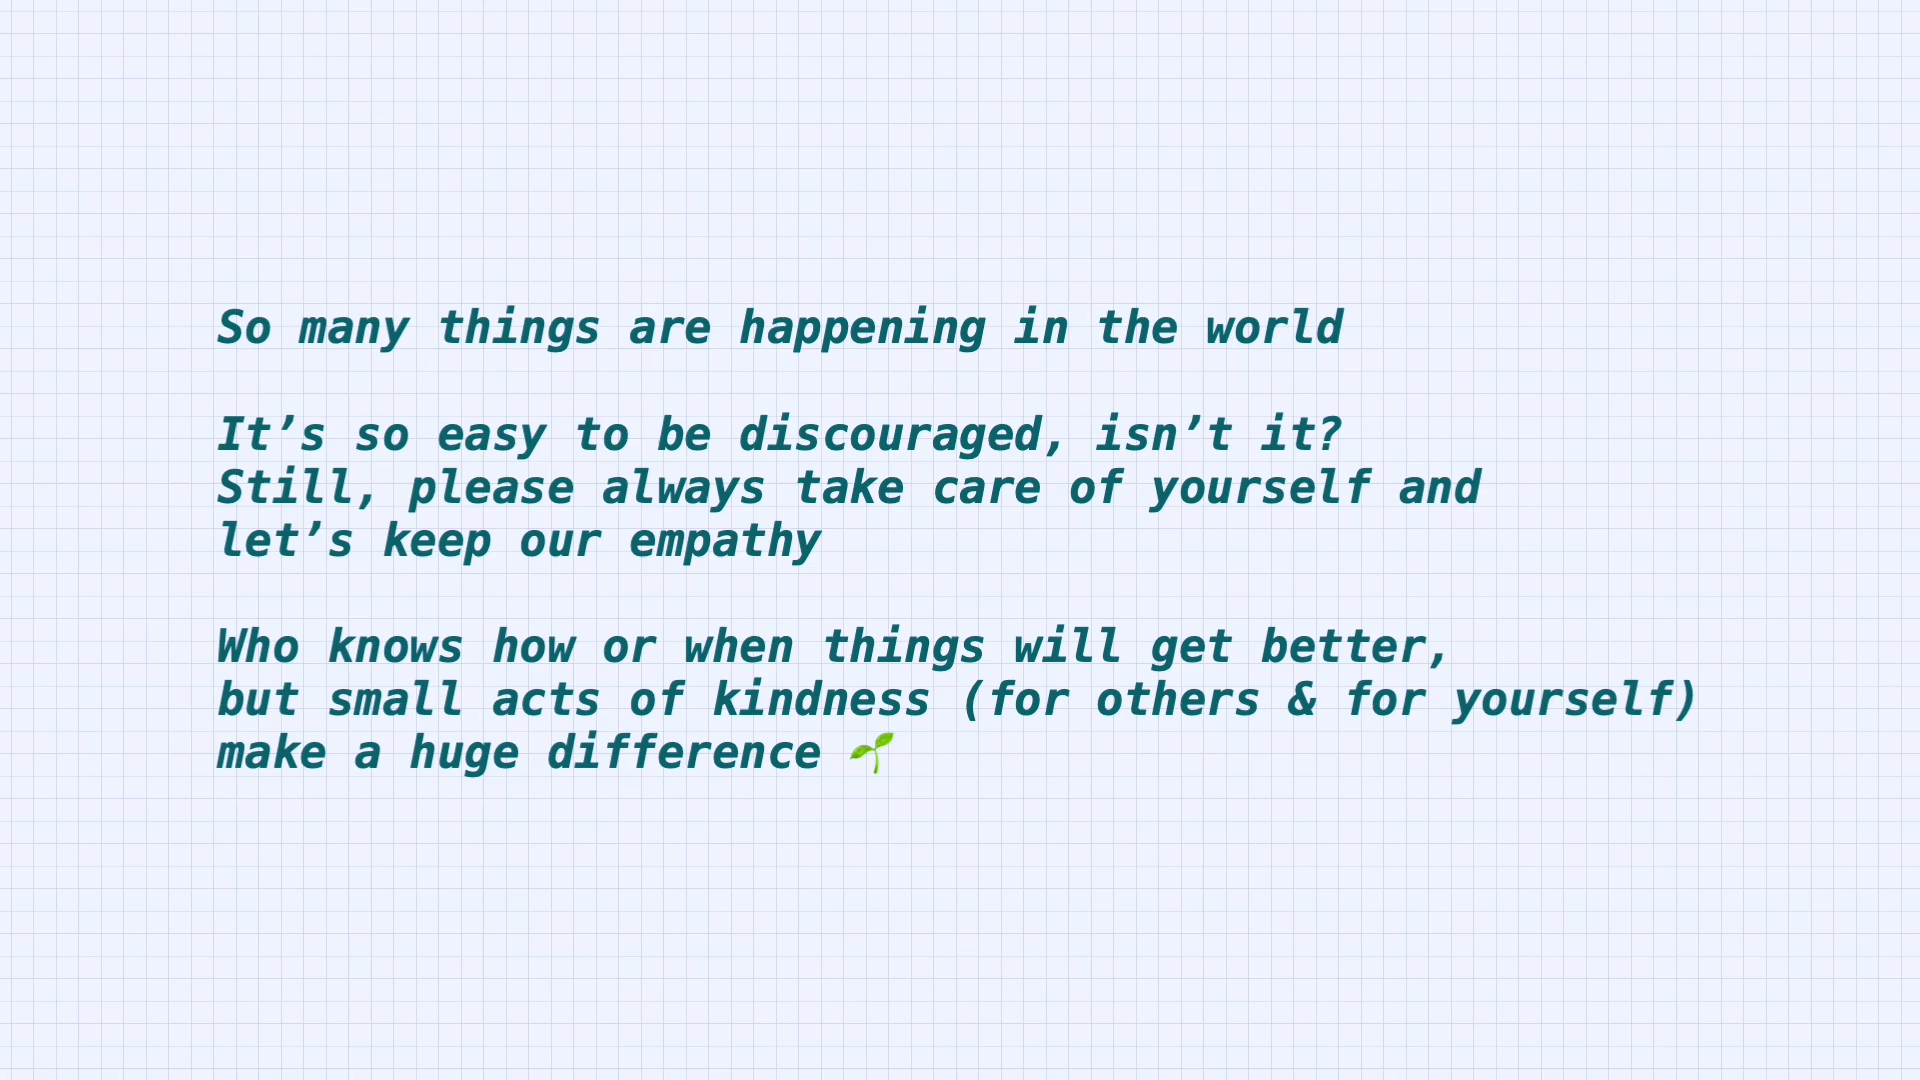 So many things are happening in the world
It’s so easy to be discouraged, isn’t it?
Still, please always take care of yourself and
let’s keep our empathy
Who knows how or when things will get better,
but small acts of kindness (for others & for yourself)
make a huge difference 🌱